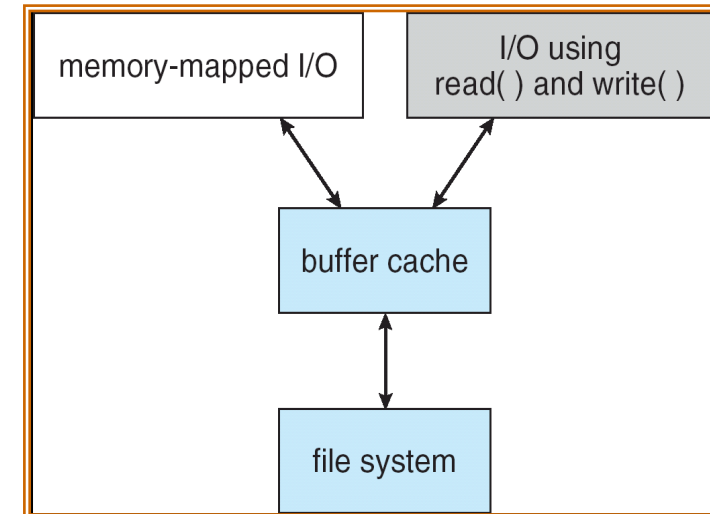 memory-mapped I/O
I/O using
read( ) and write( )
buffer cache
file system